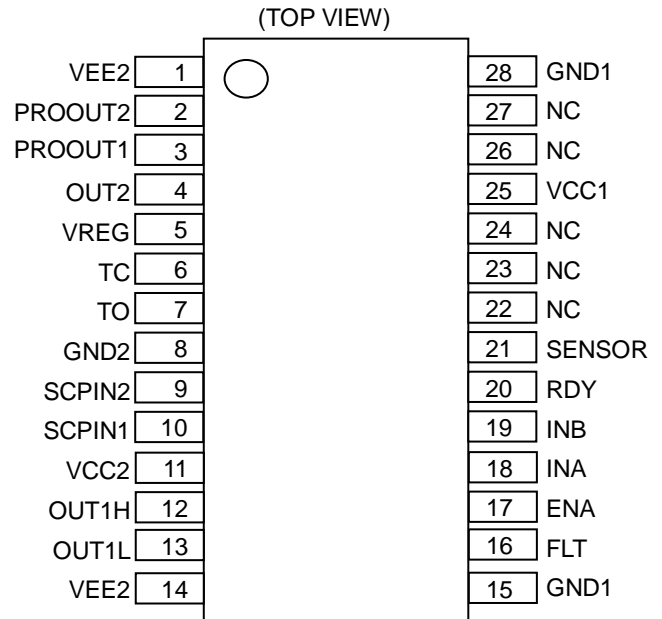 (TOP VIEW)
VEE2 1 28 GND1
PROOUT2 2 27 NC
PROOUT1 3 26 NC
OUT2 4 25 VCC1
VREG 5 24 NC
TC 6 23 NC
TO 7 22 NC
GND2 8 21 SENSOR
SCPIN2 9 20 RDY
SCPIN1 10 19 INB
VCC2 11 18 INA
OUT1H 12 17 ENA
OUT1L 13 16 FLT
VEE2 14 15 GND1